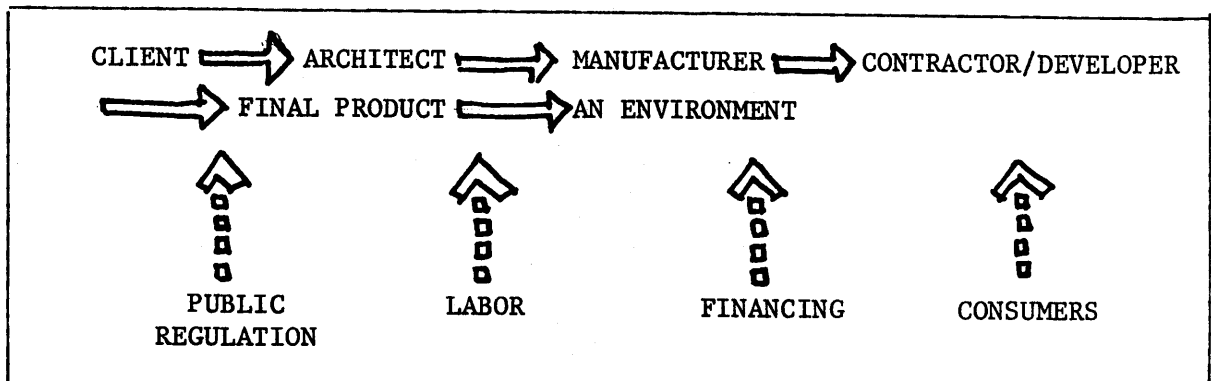 CLIENT ARCHITECT MANUFACTURER CONTRACTOR/DEVELOPER
FINAL PRODUCT AN ENVIRONMENT
PUBLIC REGULATION
LABOR
FINANCING
CONSUMERS